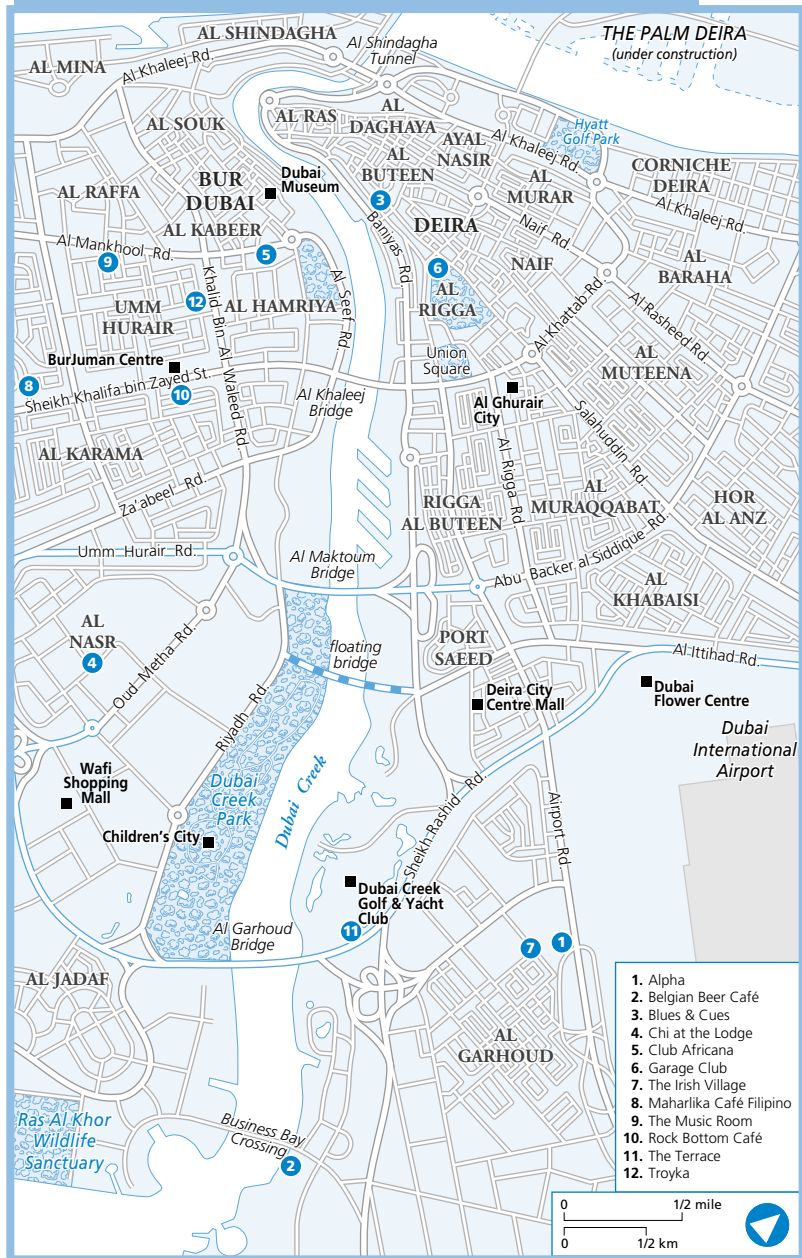 AL SHINDAGHA
Al Shindagha
Tunnel
THE PALM DEIRA
(under construction)
AL MINA
Al Khaleej Rd.
AL SOUK
AL RAS
AL
DAGHAYA
AYAL
NASIR
Al Khaleej Rd.
Hyatt
Golf Park
AL
BUTEEN
AL
MURAR
CORNICHE
DEIRA
Al Khaleej Rd.
AL RAFFA
BUR
DUBAI
Dubai
Museum
3
Baniyas Rd.
DEIRA
Naif Rd.
NAIF
AL
BARAHA
AL KABEER
Al Mankhool Rd.
9
5
6
AL
RIGGA
Al Khattab Rd.
Al Rasheed Rd.
12
Khalid Bin Al Waleed Rd.
AL HAMRIYA
Al Seef Rd.
UMM
HURAIR
BurJuman Centre
Union
Square
AL
MUTEENA
8
Sheikh Khalifa bin Zayed St.
10
Al Khaleej
Bridge
Al Ghurair
City
Salahuddin Rd.
Al Rigga Rd.
AL KARAMA
Za'abeel Rd.
RIGGA
AL BUTEEN
AL
MURAQQABAT
HOR
AL ANZ
Umm Hurair Rd.
Al Maktoum
Bridge
Abu Backer al Siddique Rd.
AL
KHABAISI
AL
NASR
4
Oud Metha Rd.
floating
bridge
PORT
SAEED
Al Ittihad Rd.
Riyadh Rd.
Deira City
Centre Mall
Dubai
Flower Centre
Dubai
International
Airport
Wafi
Shopping
Mall
Dubai
Creek
Park
Dubai Creek
Children's City
Sheikh Rashid Rd.
Airport Rd.
Dubai Creek
Golf & Yacht
Club
11
Al Garhoud
Bridge
7
1
AL JADAF
AL
GARHOUD
Ras Al Khor
Wildlife
Sanctuary
Business Bay
Crossing
2
1. Alpha
2. Belgian Beer Café
3. Blues & Cues
4. Chi at the Lodge
5. Club Africana
6. Garage Club
7. The Irish Village
8. Maharlika Café Filipino
9. The Music Room
10. Rock Bottom Café
11. The Terrace
12. Troyka
0 1/2 mile
0 1/2 km